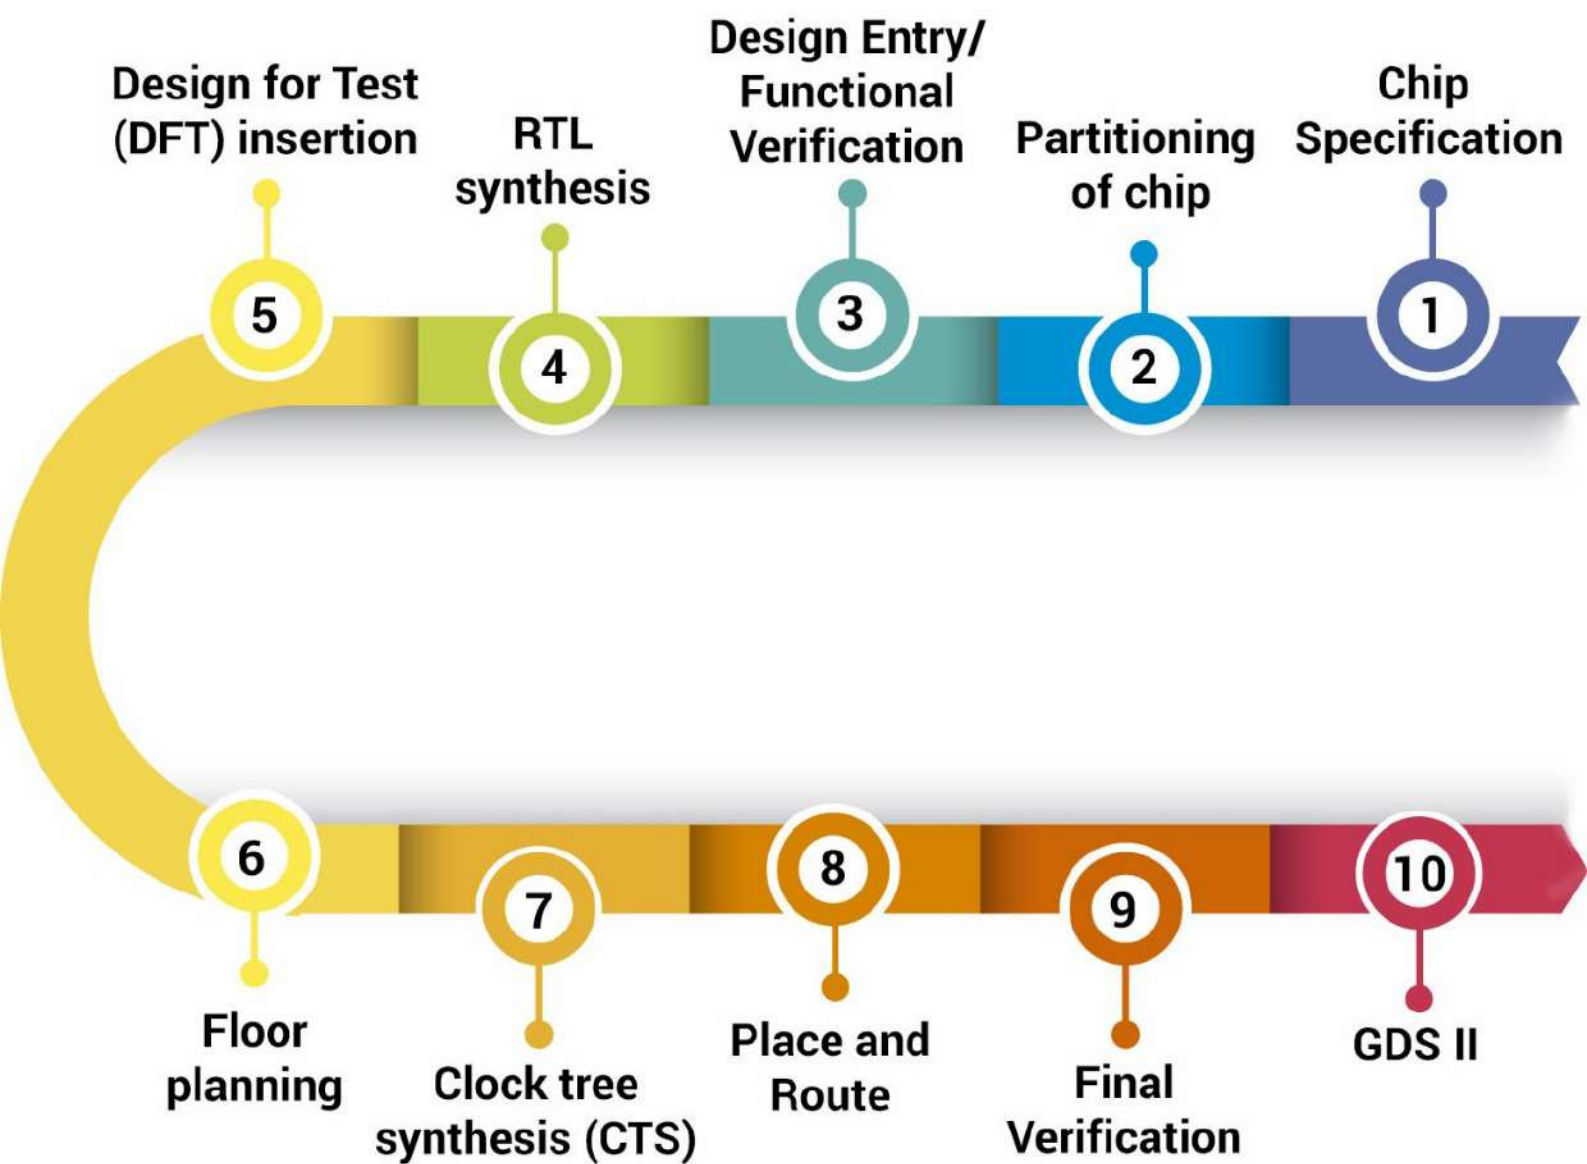 Chip
Specification
1
Partitioning
of chip
2
Design Entry/
Functional
Verification
3
RTL
synthesis
4
Design for Test
(DFT) insertion
5
6
Floor
planning
7
Clock tree
synthesis (CTS)
8
Place and
Route
9
Final
Verification
10
GDS II